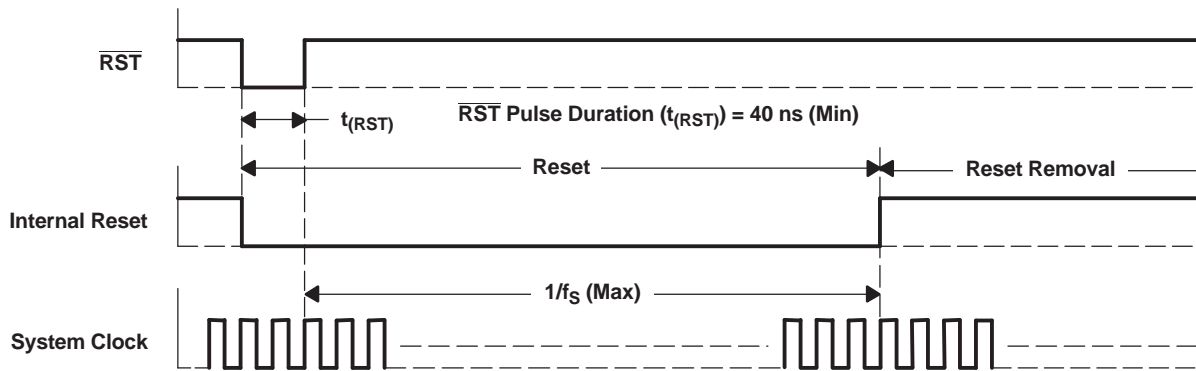 RST
t(RST)
RST Pulse Duration (t(RST)) = 40 ns (Min)
Reset
Reset Removal
Internal Reset
1/fS (Max)
System Clock